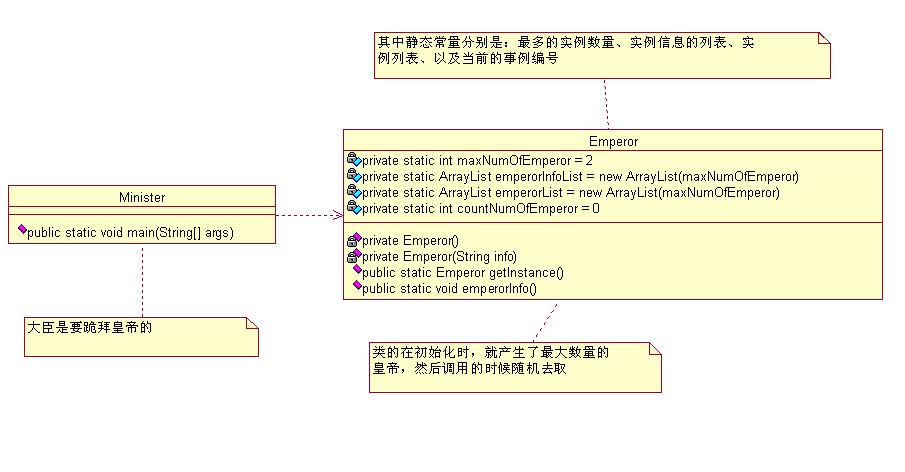 其中静态常量分别是：最多的实例数量、实例信息的列表、实
例列表、以及当前的事例编号
Emperor
private static int maxNumOfEmperor = 2
private static ArrayList emperorInfoList = new ArrayList(maxNumOfEmperor)
private static ArrayList emperorList = new ArrayList(maxNumOfEmperor)
private static int countNumOfEmperor = 0
private Emperor()
private Emperor(String info)
public static Emperor getInstance()
public static void emperorInfo()
Minister
public static void main(String[] args)
大臣是要跪拜皇帝的
类的在初始化时，就产生了最大数量的
皇帝，然后调用的时候随机去取